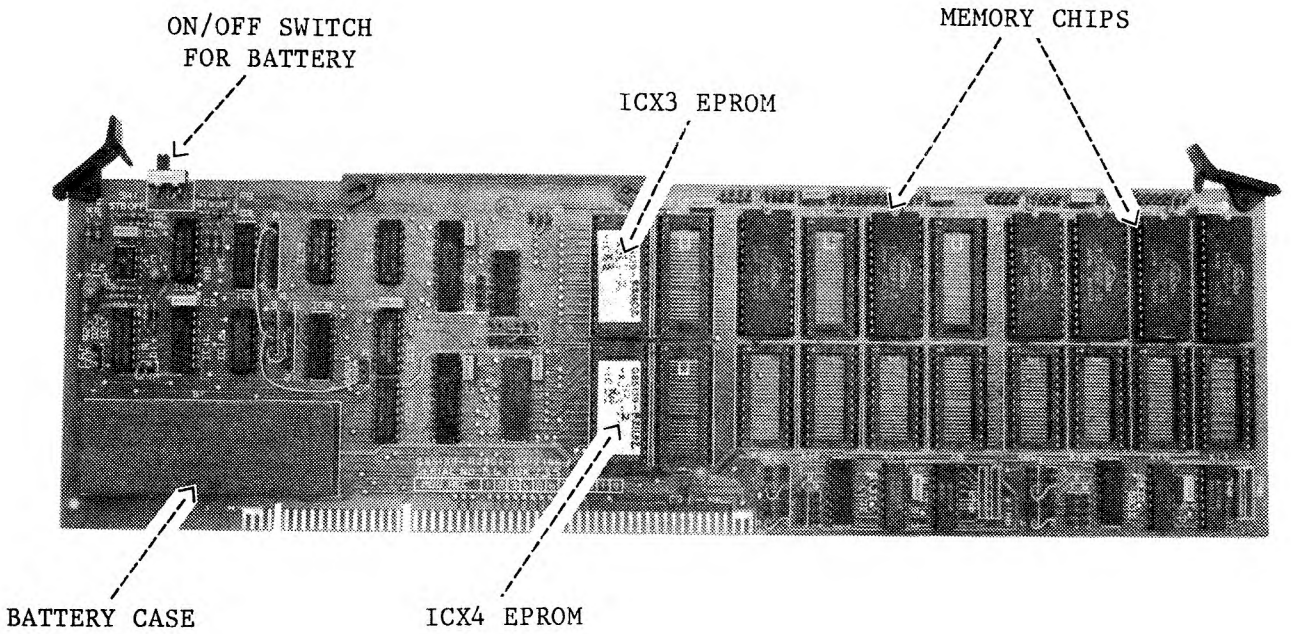 ON/OFF SWITCH
FOR BATTERY
MEMORY CHIPS
ICX3 EPROM
BATTERY CASE
ICX4 EPROM